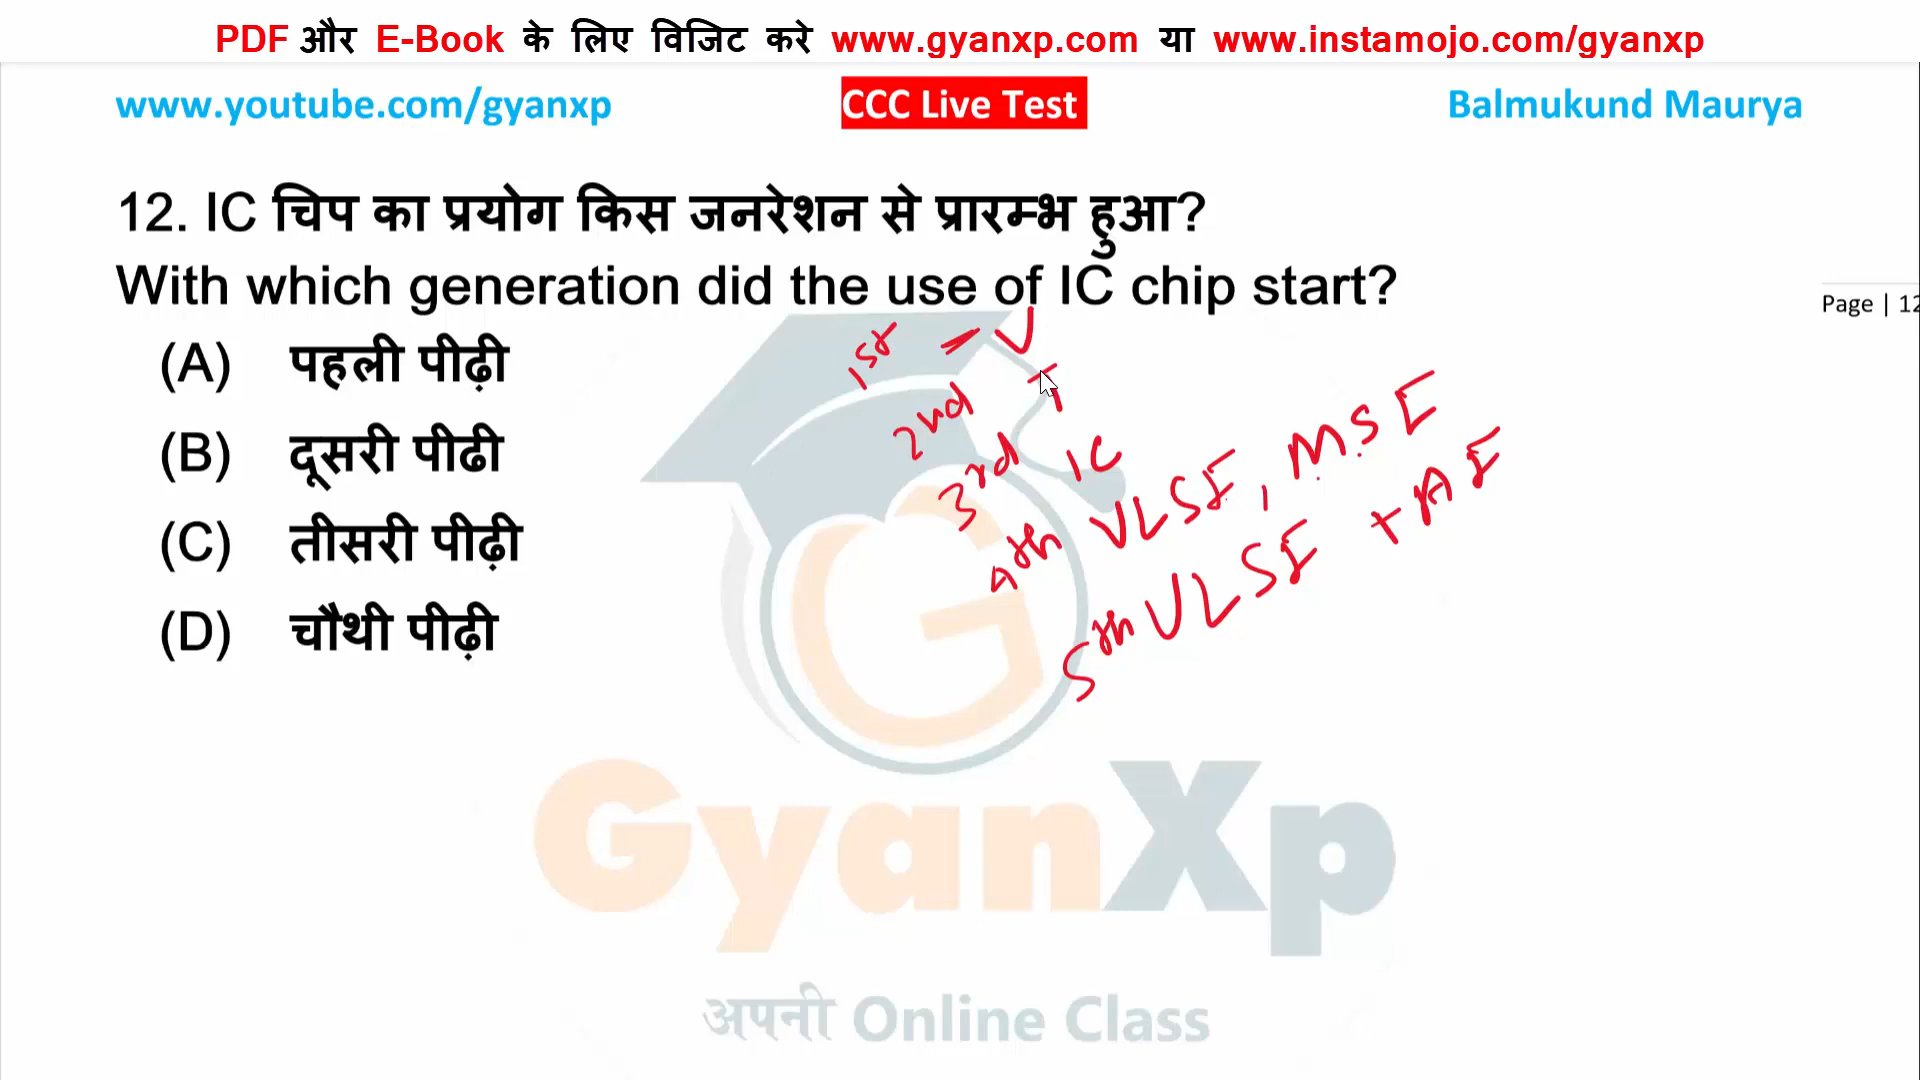 PDF और E-Book के लिए विजिट करे www.gyanxp.com या www.instamojo.com/gyanxp
www.youtube.com/gyanxp CCC Live Test Balmukund Maurya
12. IC चिप का प्रयोग किस जनरेशन से प्रारम्भ हुआ?
With which generation did the use of IC chip start?
Page | 12
(A) पहली पीढ़ी
(B) दूसरी पीढी
(C) तीसरी पीढ़ी
(D) चौथी पीढ़ी
1st - V
2nd T
3rd IC
4th VLSI, MSI
5th VLSI + AI
GyanXp
अपनी Online Class